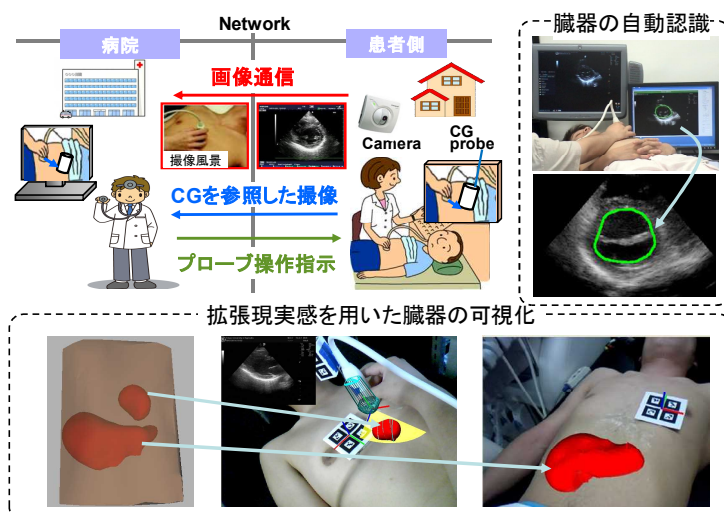 Network
病院
患者側
画像通信
撮像風景
Camera
CG
probe
CGを参照した撮像
プローブ操作指示
臓器の自動認識
拡張現実感を用いた臓器の可視化